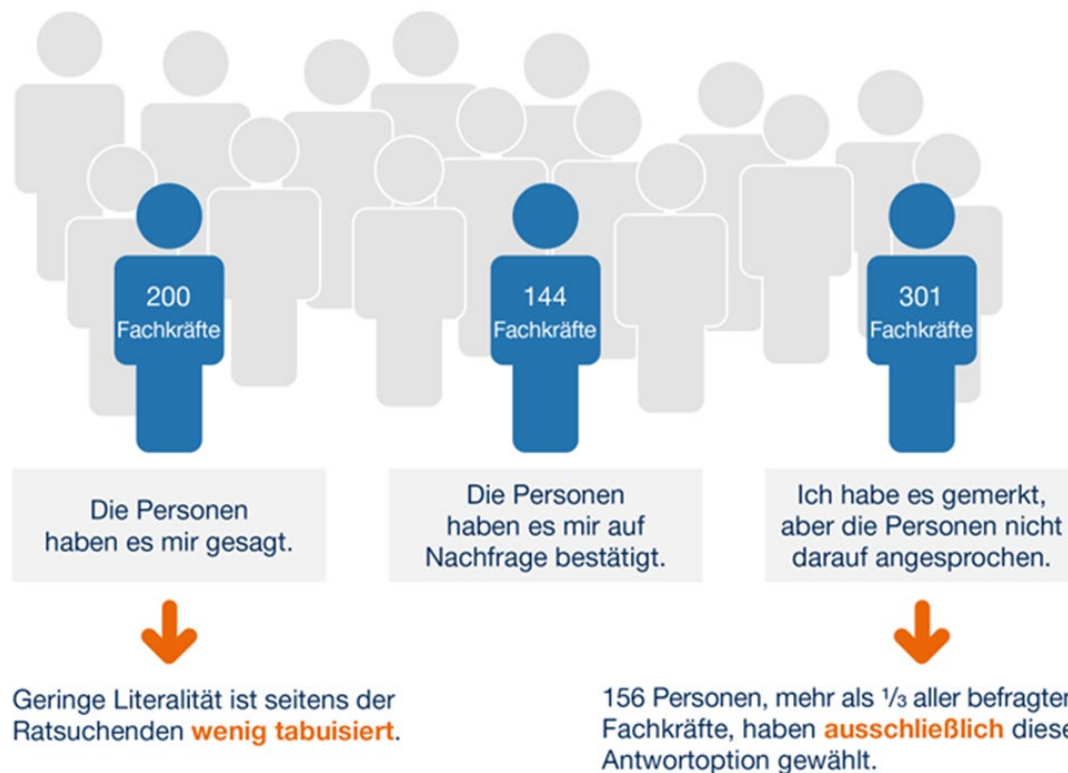 200
Fachkräfte
144
Fachkräfte
301
Fachkräfte
Die Personen
haben es mir gesagt.
Die Personen
haben es mir auf
Nachfrage bestätigt.
Ich habe es gemerkt,
aber die Personen nicht
darauf angesprochen.
Geringe Literalität ist seitens der
Ratsuchenden wenig tabuisiert.
156 Personen, mehr als ⅓ aller befragten
Fachkräfte, haben ausschließlich diese
Antwortoption gewählt.